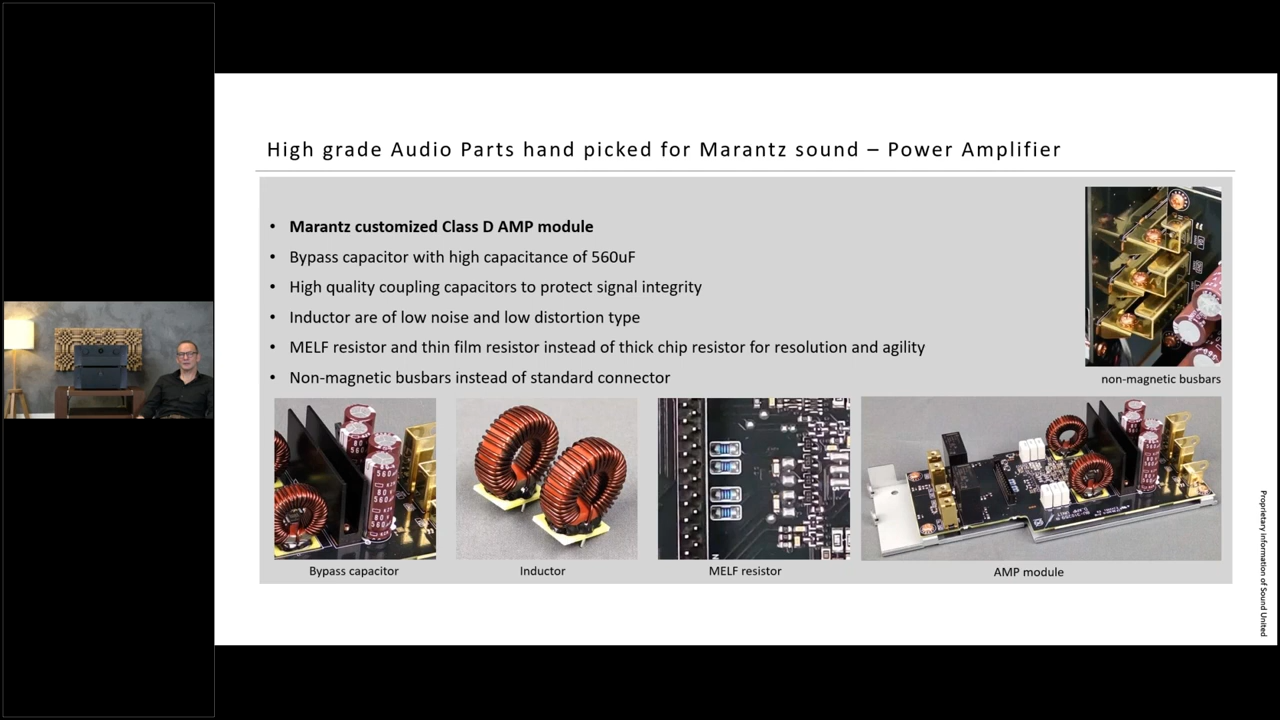 High grade Audio Parts hand picked for Marantz sound – Power Amplifier
• Marantz customized Class D AMP module
• Bypass capacitor with high capacitance of 560uF
• High quality coupling capacitors to protect signal integrity
• Inductor are of low noise and low distortion type
• MELF resistor and thin film resistor instead of thick chip resistor for resolution and agility
• Non-magnetic busbars instead of standard connector
non-magnetic busbars
Bypass capacitor
Inductor
MELF resistor
AMP module
Proprietary information of Sound United